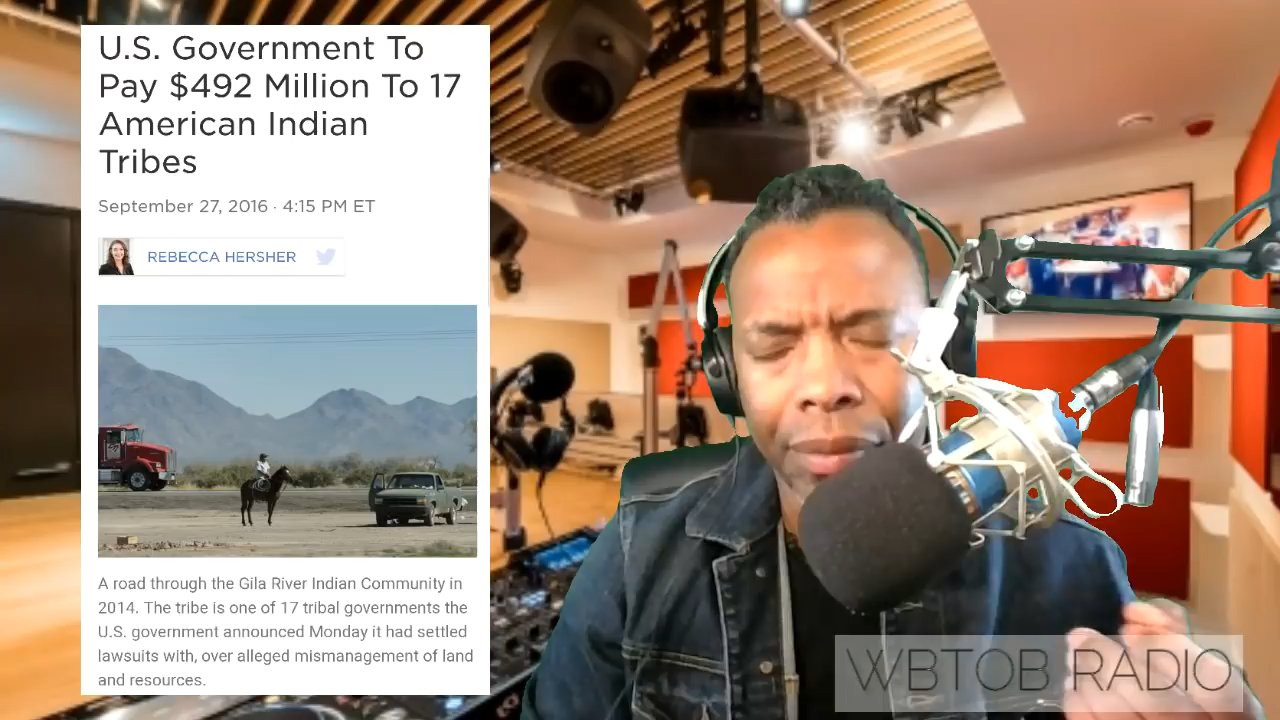 U.S. Government To
Pay $492 Million To 17
American Indian
Tribes
September 27, 2016 · 4:15 PM ET
REBECCA HERSHER
A road through the Gila River Indian Community in
2014. The tribe is one of 17 tribal governments the
U.S. government announced Monday it had settled
lawsuits with, over alleged mismanagement of land
and resources.
WBTOB RADIO